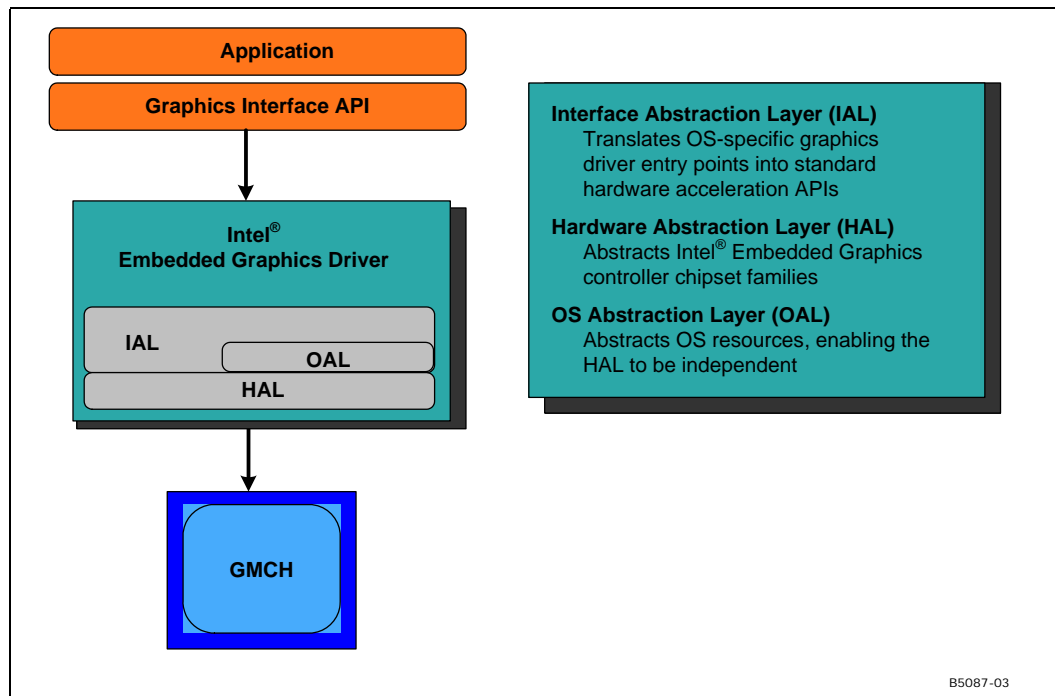 Application
Graphics Interface API
Intel®
Embedded Graphics Driver
IAL
OAL
HAL
GMCH
Interface Abstraction Layer (IAL)
Translates OS-specific graphics
driver entry points into standard
hardware acceleration APIs
Hardware Abstraction Layer (HAL)
Abstracts Intel® Embedded Graphics
controller chipset families
OS Abstraction Layer (OAL)
Abstracts OS resources, enabling the
HAL to be independent
B5087-03